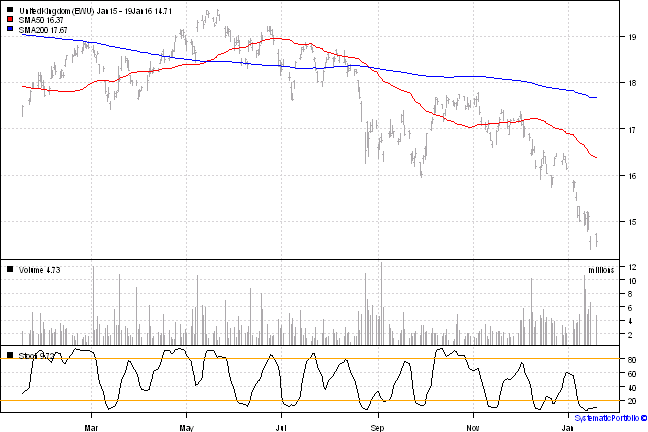 UnitedKingdom (EWU) Jan15 - 19Jan16 14.71
SMA50 16.37
SMA200 17.67
19
18
17
16
15
Volume 4.73
millions
12
10
8
6
4
2
80
60
40
20
Mar May Jul Sep Nov Jan
SystematicPortfolio ©